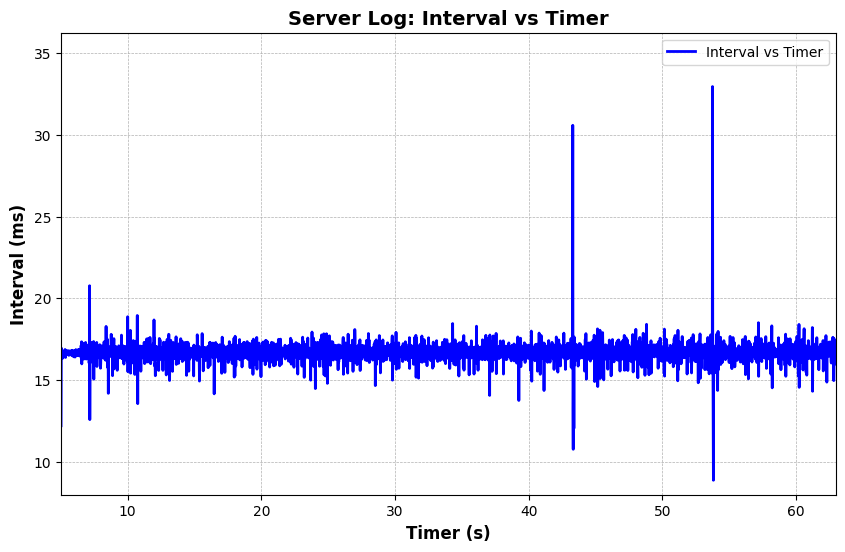 Server Log: Interval vs Timer
Interval vs Timer
35
30
25
20
15
10
Interval (ms)
10 20 30 40 50 60
Timer (s)